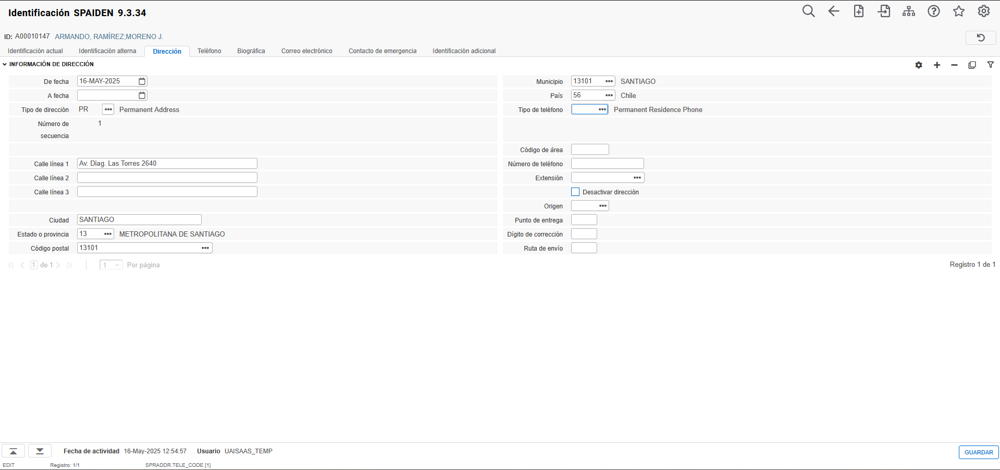 Identificación SPAIDEN 9.3.34
ID: A00010147 ARMANDO, RAMÍREZ;MORENO J.
Identificación actual Identificación alterna Dirección Teléfono Biográfica Correo electrónico Contacto de emergencia Identificación adicional
INFORMACIÓN DE DIRECCIÓN
De fecha 16-MAY-2025
A fecha
Tipo de dirección PR Permanent Address
Número de secuencia 1
Calle línea 1 Av. Diag. Las Torres 2640
Calle línea 2
Calle línea 3
Ciudad SANTIAGO
Estado o provincia 13 METROPOLITANA DE SANTIAGO
Código postal 13101
Municipio 13101 SANTIAGO
País 56 Chile
Tipo de teléfono Permanent Residence Phone
Código de área
Número de teléfono
Extensión
Desactivar dirección
Origen
Punto de entrega
Dígito de corrección
Ruta de envío
1 de 1 1 Por página Registro 1 de 1
Fecha de actividad 16-May-2025 12:54:57 Usuario UAISAAS_TEMP
GUARDAR
EDIT Registro: 1/1 SPRADDR.TELE_CODE [1]